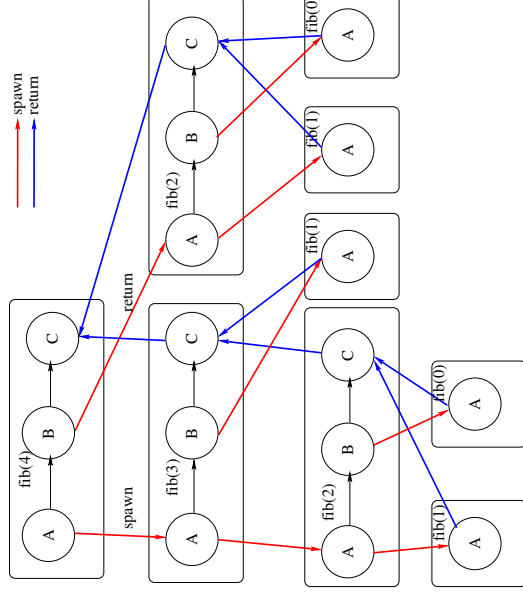 spawn
return
fib(4)
A
B
C
spawn
return
fib(3)
A
B
C
fib(2)
A
B
C
fib(2)
A
B
C
fib(1)
A
fib(1)
A
fib(0)
A
fib(1)
A
fib(0)
A